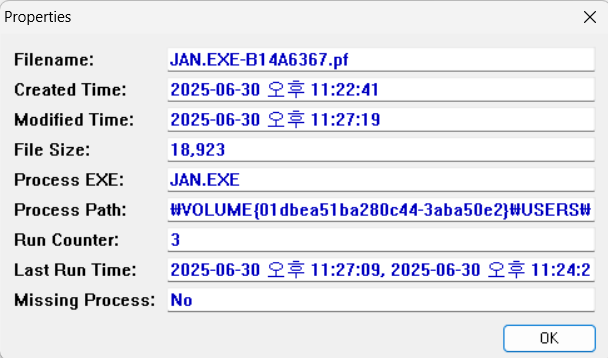 Properties
Filename: JAN.EXE-B14A6367.pf
Created Time: 2025-06-30 오후 11:22:41
Modified Time: 2025-06-30 오후 11:27:19
File Size: 18,923
Process EXE: JAN.EXE
Process Path: ₩VOLUME{01dbea51ba280c44-3aba50e2}₩USERS₩
Run Counter: 3
Last Run Time: 2025-06-30 오후 11:27:09, 2025-06-30 오후 11:24:2
Missing Process: No
OK